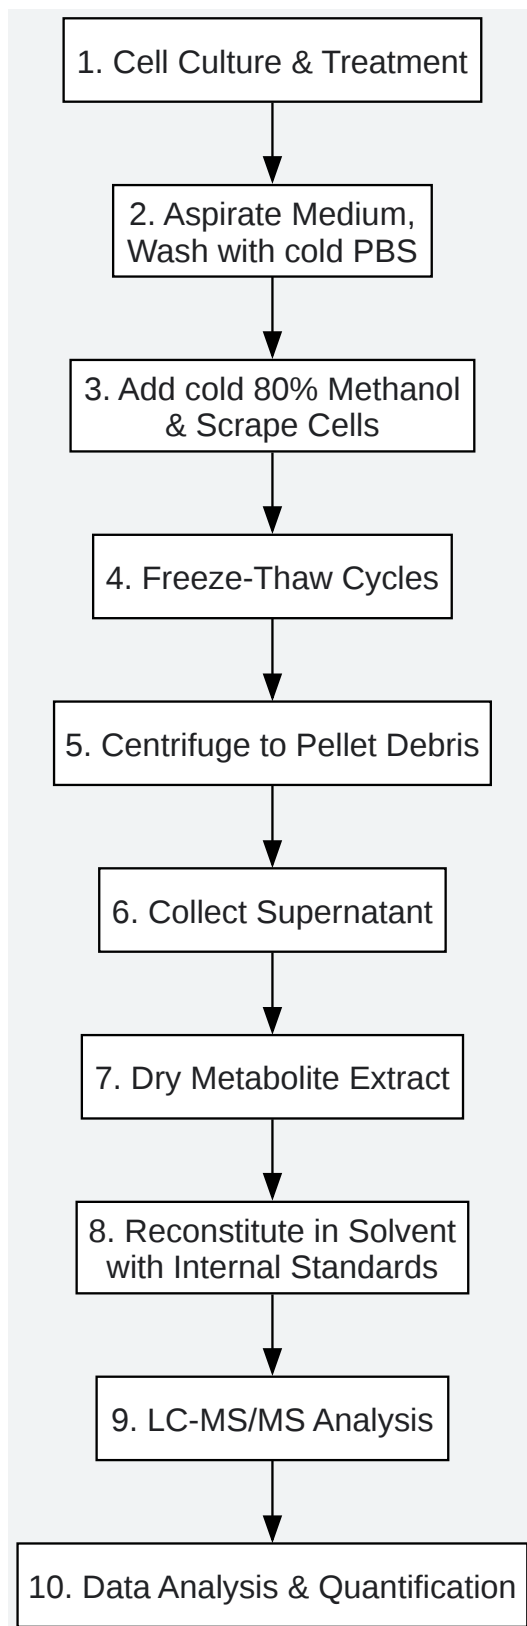 1. Cell Culture & Treatment
2. Aspirate Medium,
Wash with cold PBS
3. Add cold 80% Methanol
& Scrape Cells
4. Freeze-Thaw Cycles
5. Centrifuge to Pellet Debris
6. Collect Supernatant
7. Dry Metabolite Extract
8. Reconstitute in Solvent
with Internal Standards
9. LC-MS/MS Analysis
10. Data Analysis & Quantification